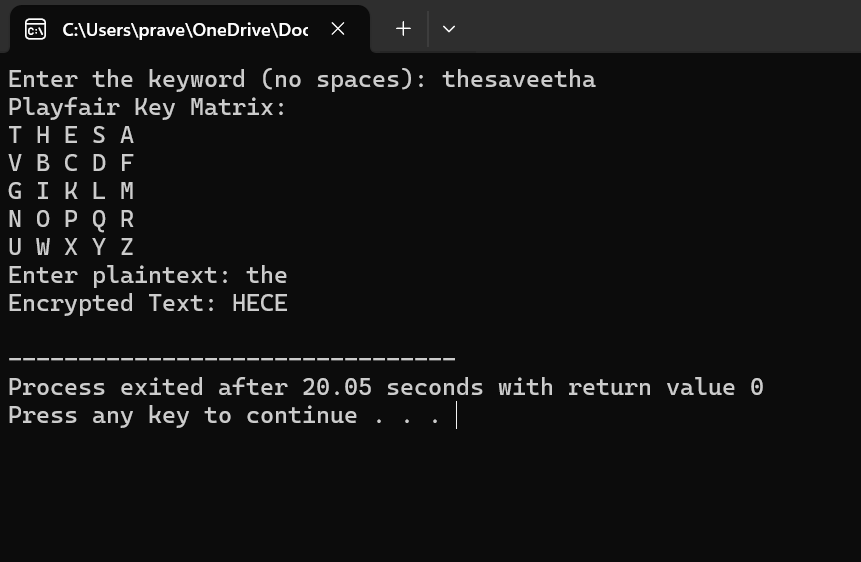 C:\Users\prave\OneDrive\Doc
Enter the keyword (no spaces): thesaveetha
Playfair Key Matrix:
T H E S A
V B C D F
G I K L M
N O P Q R
U W X Y Z
Enter plaintext: the
Encrypted Text: HECE
--------------------------------
Process exited after 20.05 seconds with return value 0
Press any key to continue . . .